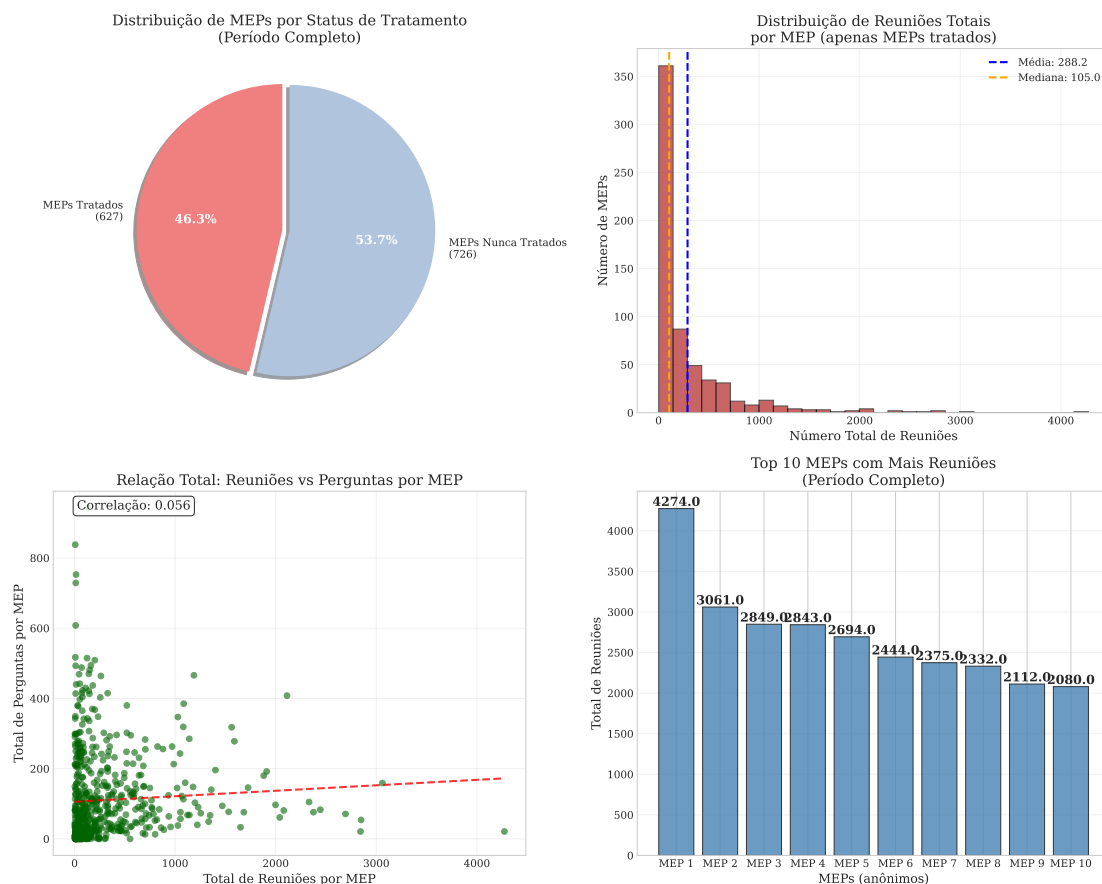 Distribuição de MEPs por Status de Tratamento
(Período Completo)
MEPs Tratados
(627)
46.3%
53.7%
MEPs Nunca Tratados
(726)
Distribuição de Reuniões Totais
por MEP (apenas MEPs tratados)
Média: 288.2
Mediana: 105.0
Número de MEPs
350
300
250
200
150
100
50
0
0 1000 2000 3000 4000
Número Total de Reuniões
Relação Total: Reuniões vs Perguntas por MEP
Correlação: 0.056
Total de Perguntas por MEP
800
600
400
200
0
0 1000 2000 3000 4000
Total de Reuniões por MEP
Top 10 MEPs com Mais Reuniões
(Período Completo)
Total de Reuniões
4000
3500
3000
2500
2000
1500
1000
500
0
4274.0
3061.0
2849.0
2843.0
2694.0
2444.0
2375.0
2332.0
2112.0
2080.0
MEP 1 MEP 2 MEP 3 MEP 4 MEP 5 MEP 6 MEP 7 MEP 8 MEP 9 MEP 10
MEPs (anônimos)